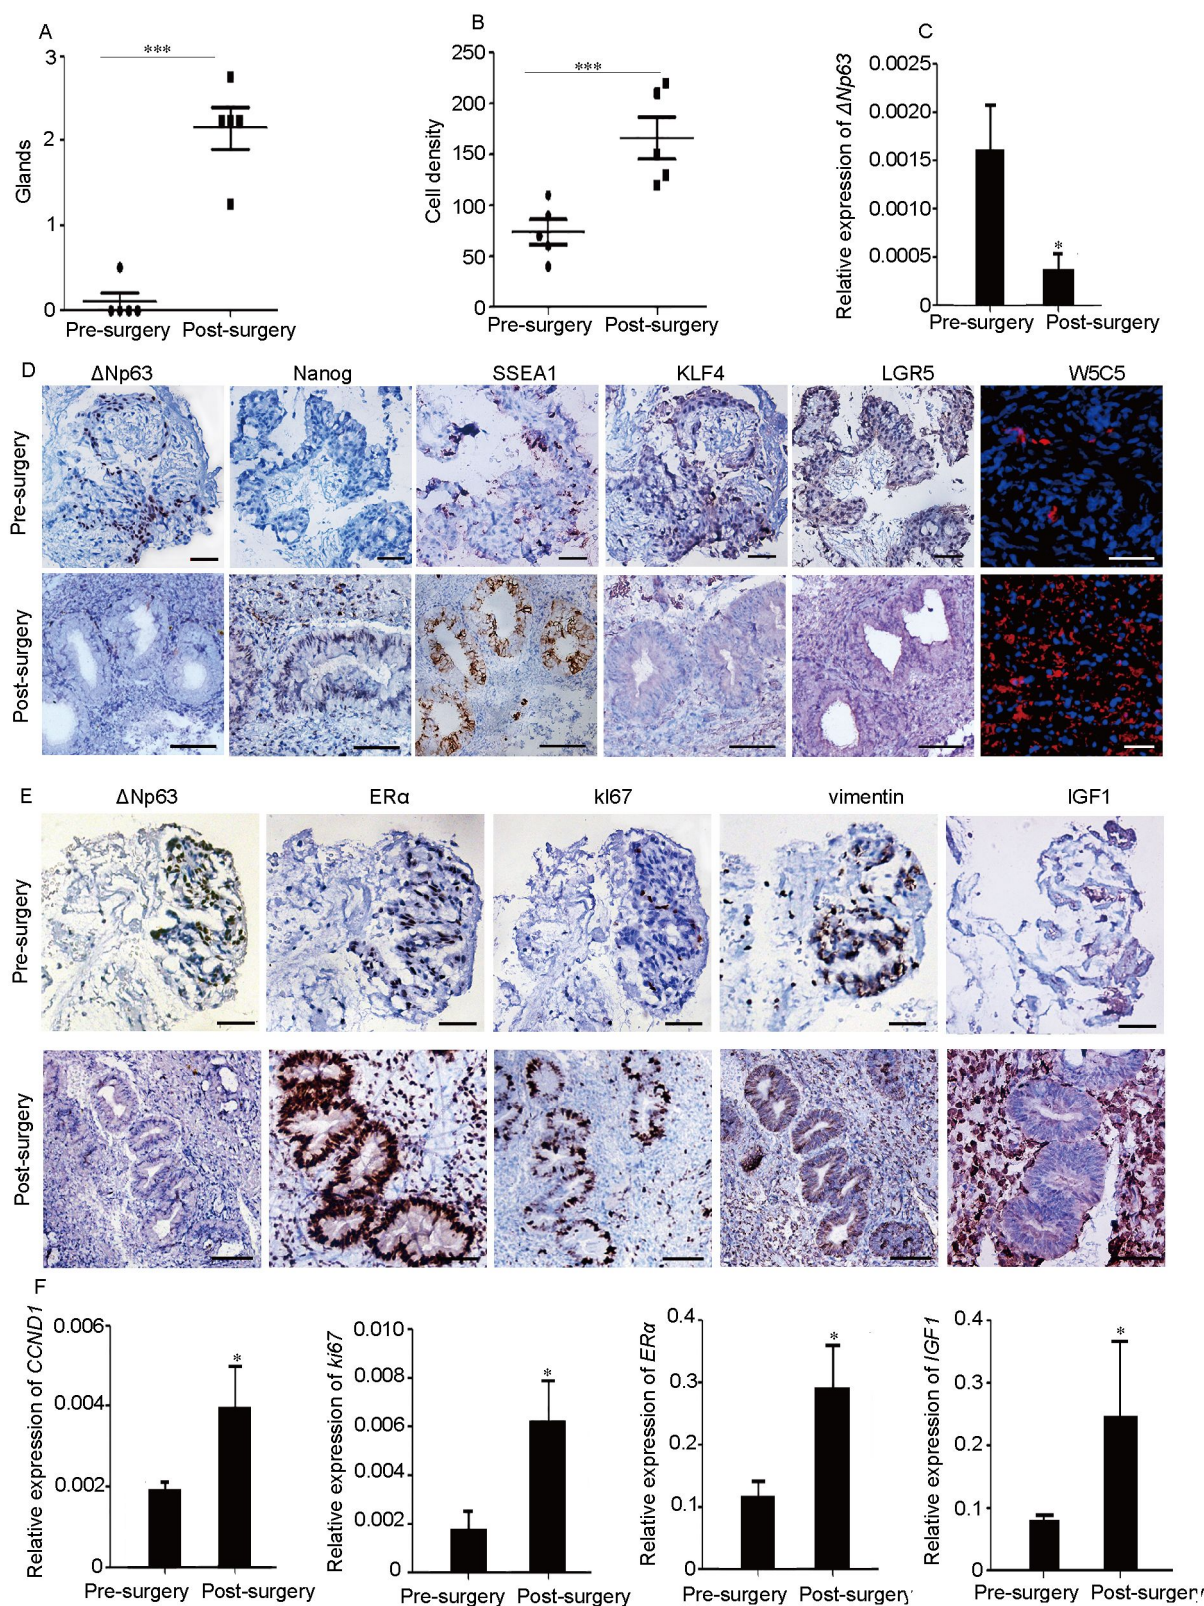 A
***
3
2
1
0
Glands
Pre-surgery Post-surgery
B
***
250
200
150
100
50
0
Cell density
Pre-surgery Post-surgery
C
0.0025
0.0020
0.0015
0.0010
0.0005
0
*
Relative expression of ΔNp63
Pre-surgery Post-surgery
D
ΔNp63 Nanog SSEA1 KLF4 LGR5 W5C5
Pre-surgery
Post-surgery
E
ΔNp63 ERα kI67 vimentin IGF1
Pre-surgery
Post-surgery
F
0.006
0.004
0.002
0
*
Relative expression of CCND1
Pre-surgery Post-surgery
0.010
0.008
0.006
0.004
0.002
0
*
Relative expression of ki67
Pre-surgery Post-surgery
0.4
0.3
0.2
0.1
0
*
Relative expression of ERα
Pre-surgery Post-surgery
0.4
0.3
0.2
0.1
0
*
Relative expression of IGF1
Pre-surgery Post-surgery